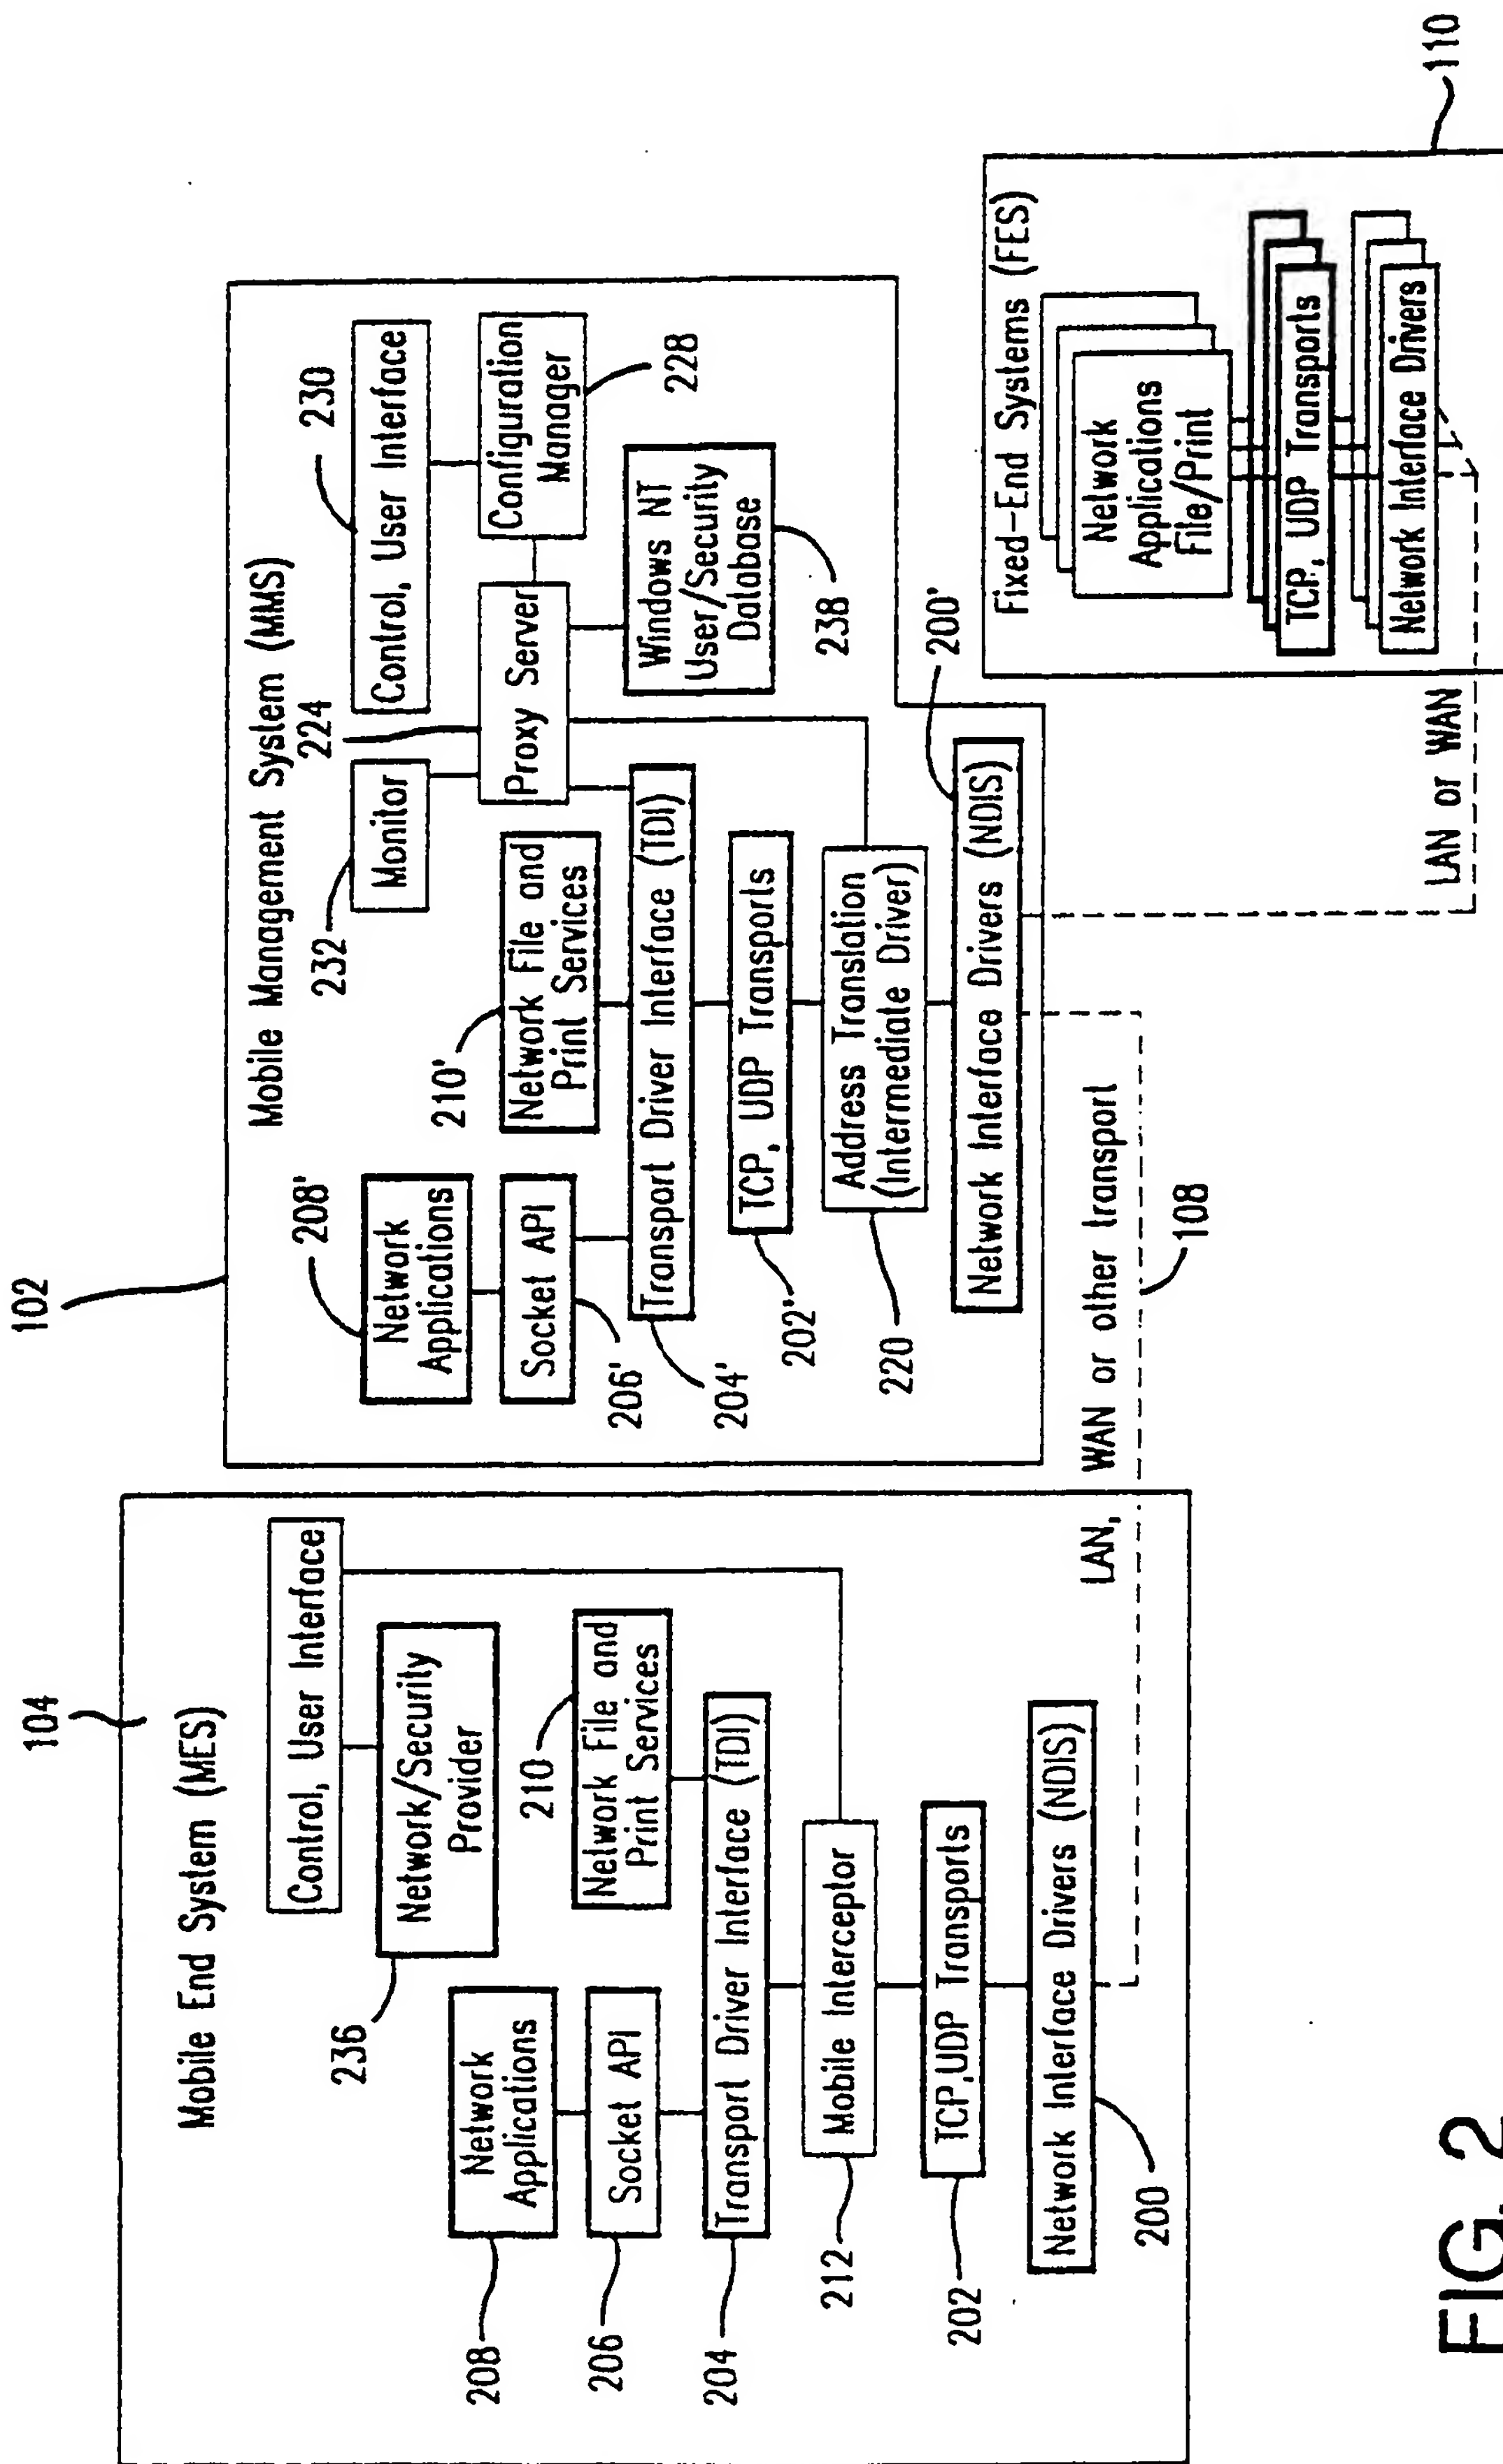 104
Mobile End System (MES)
Control, User Interface
Network/Security
Provider
236
Network
Applications
208
Socket API
206
210
Network File and
Print Services
Transport Driver Interface (TDI)
204
Mobile Interceptor
212
TCP,UDP Transports
202
Network Interface Drivers (NDIS)
200
LAN,
WAN or other transport
108
102
Mobile Management System (MMS)
232
Monitor
224
230
Control, User Interface
Proxy Server
Configuration
Manager
228
Windows NT
User/Security
Database
238
208'
Network
Applications
Socket API
206'
210'
Network File and
Print Services
Transport Driver Interface (TDI)
204'
TCP, UDP Transports
202'
Address Translation
(Intermediate Driver)
220
Network Interface Drivers (NDIS)
200'
LAN or WAN
Fixed-End Systems (FES)
Network
Applications
File/Print
TCP, UDP Transports
Network Interface Drivers
110
FIG. 2